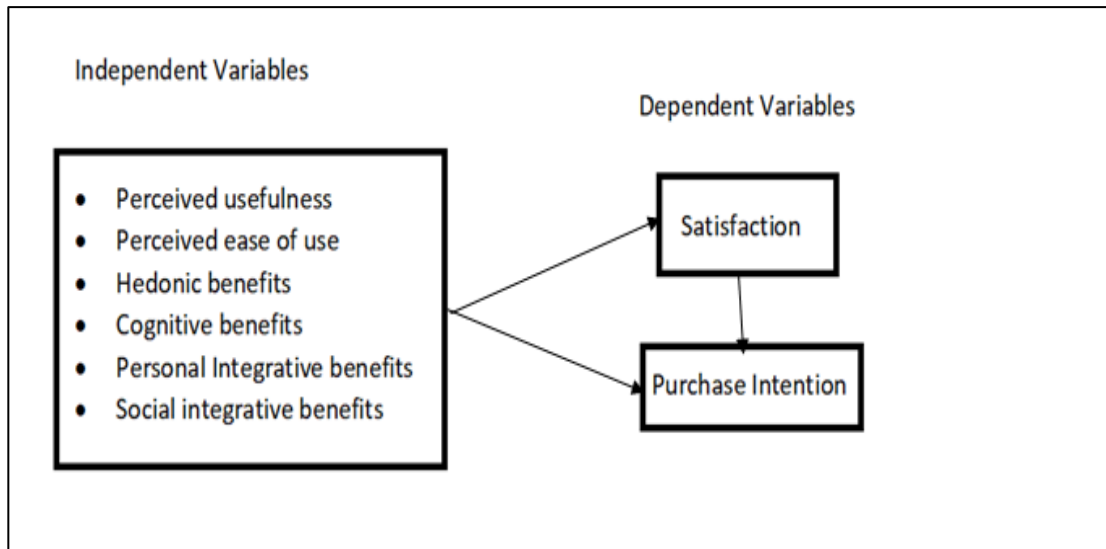 Independent Variables
Dependent Variables
• Perceived usefulness
• Perceived ease of use
• Hedonic benefits
• Cognitive benefits
• Personal Integrative benefits
• Social integrative benefits
Satisfaction
Purchase Intention